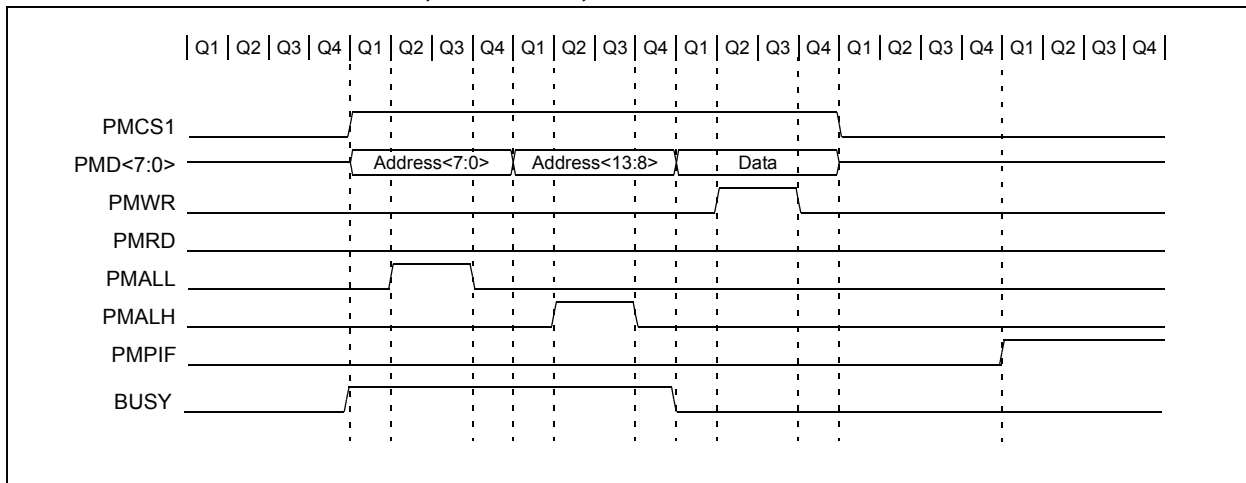 Q1 Q2 Q3 Q4 Q1 Q2 Q3 Q4 Q1 Q2 Q3 Q4 Q1 Q2 Q3 Q4 Q1 Q2 Q3 Q4 Q1 Q2 Q3 Q4
PMCS1
PMD<7:0> Address<7:0> Address<13:8> Data
PMWR
PMRD
PMALL
PMALH
PMPIF
BUSY